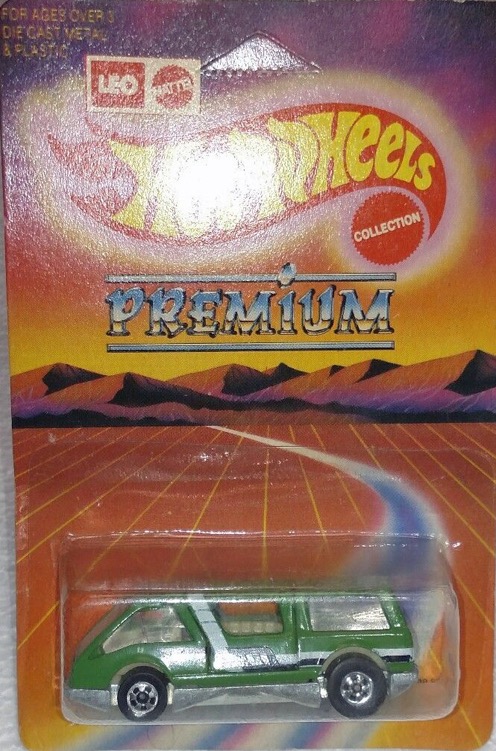 FOR AGES OVER 3
DIE CAST METAL
& PLASTIC
LEO
MATTEL
HOT WHEELS
COLLECTION
PREMIUM